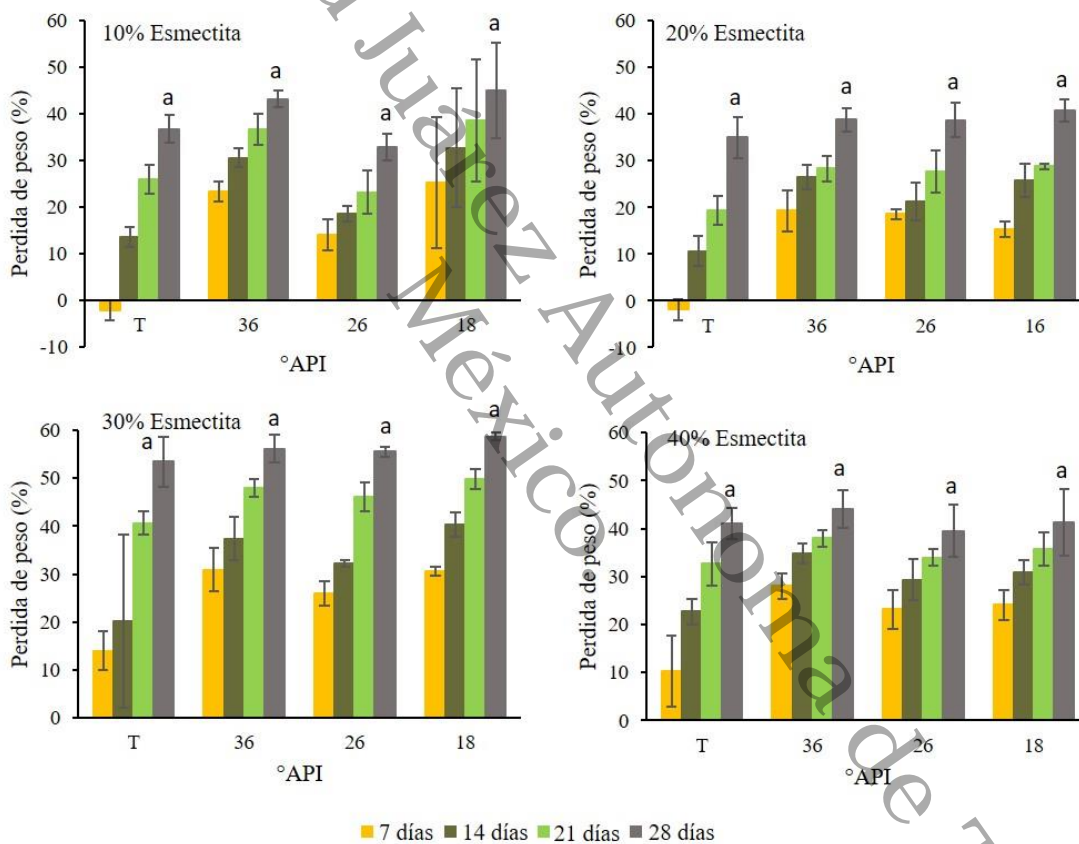 10% Esmectita
Perdida de peso (%)
60
50
40
30
20
10
0
-10
a a a a
T 36 26 18
°API
20% Esmectita
Perdida de peso (%)
60
50
40
30
20
10
0
-10
a a a a
T 36 26 16
°API
30% Esmectita
Perdida de peso (%)
60
50
40
30
20
10
0
a a a a
T 36 26 18
°API
40% Esmectita
Perdida de peso (%)
60
50
40
30
20
10
0
a a a a
T 36 26 18
°API
7 días 14 días 21 días 28 días
Juárez Autónoma de
México